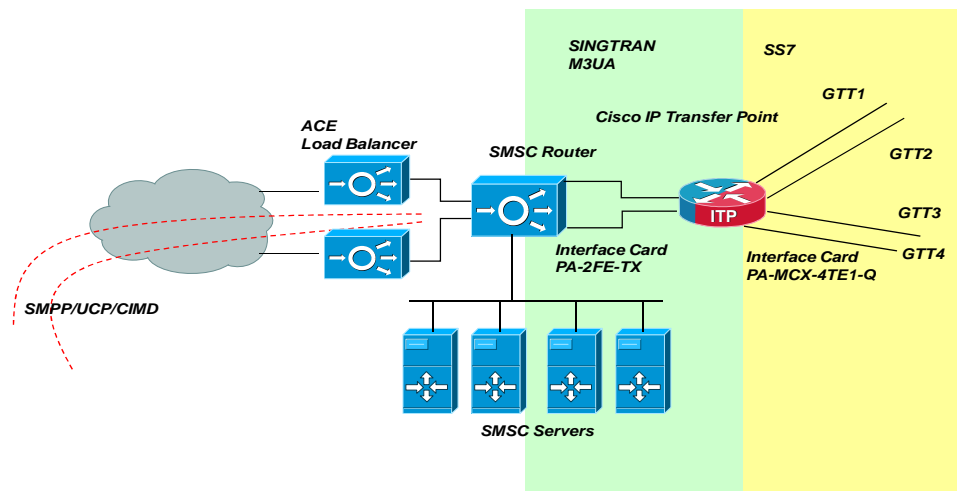 SINGTRAN
M3UA
SS7
GTT1
Cisco IP Transfer Point
ACE
Load Balancer
SMSC Router
GTT2
ITP
GTT3
GTT4
Interface Card
PA-2FE-TX
Interface Card
PA-MCX-4TE1-Q
SMPP/UCP/CIMD
SMSC Servers